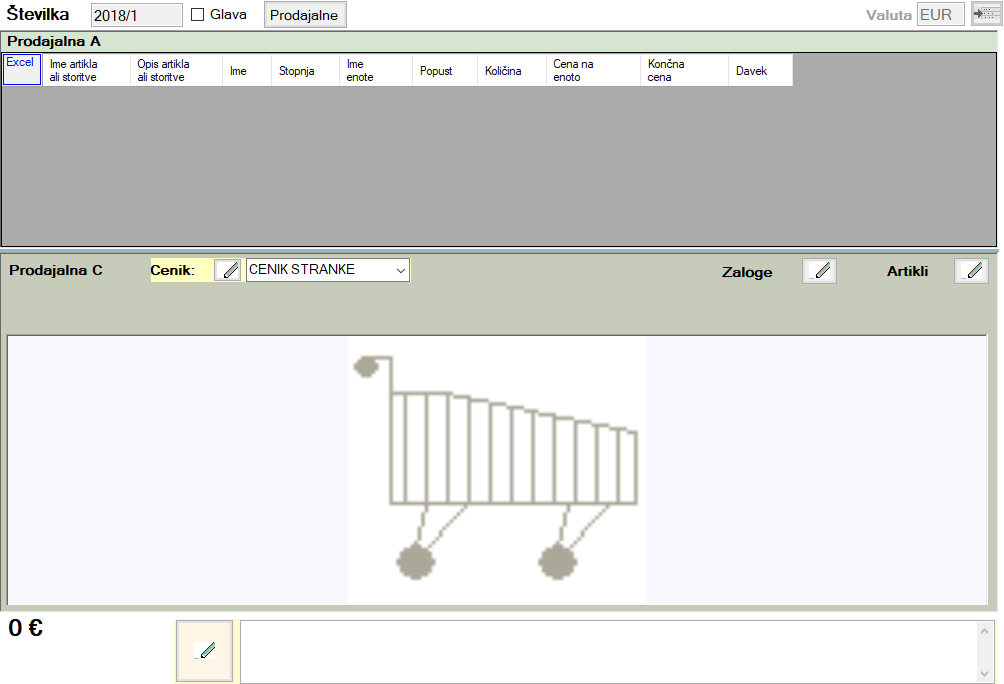 Številka 2018/1 Glava Prodajalne Valuta EUR
Prodajalna A
Excel Ime artikla ali storitve Opis artikla ali storitve Ime Stopnja Ime enote Popust Količina Cena na enoto Končna cena Davek
Prodajalna C Cenik: CENIK STRANKE Zaloge Artikli
0 €